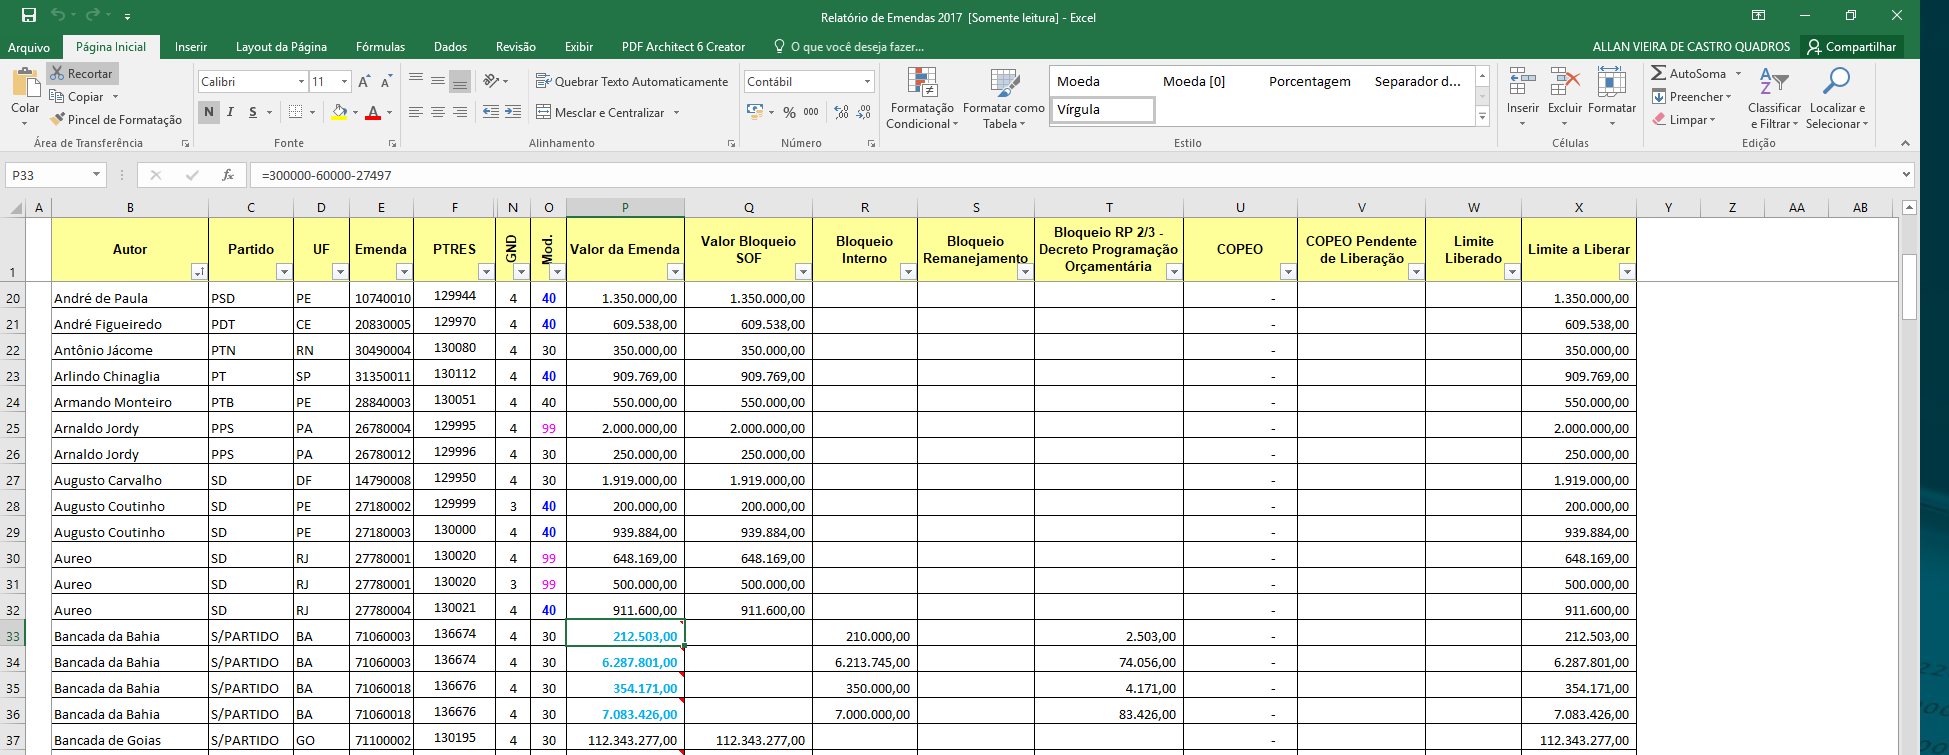 Relatório de Emendas 2017 [Somente leitura] - Excel
Arquivo Página Inicial Inserir Layout da Página Fórmulas Dados Revisão Exibir PDF Architect 6 Creator O que você deseja fazer... ALLAN VIEIRA DE CASTRO QUADROS Compartilhar
Colar Recortar Copiar Pincel de Formatação
Área de Transferência
Calibri 11
N I S A
Fonte
Quebrar Texto Automaticamente
Mesclar e Centralizar
Alinhamento
Contábil
% 000
Número
Formatação Condicional Formatar como Tabela
Moeda Moeda [0] Porcentagem Separador d...
Vírgula
Estilo
Inserir Excluir Formatar
Células
AutoSoma
Preencher
Limpar
Classificar e Filtrar Localizar e Selecionar
Edição
P33 fx =300000-60000-27497
A B C D E F N O P Q R S T U V W X Y Z AA AB
1 Autor Partido UF Emenda PTRES GND Mod. Valor da Emenda Valor Bloqueio SOF Bloqueio Interno Bloqueio Remanejamento Bloqueio RP 2/3 - Decreto Programação Orçamentária COPEO COPEO Pendente de Liberação Limite Liberado Limite a Liberar
20 André de Paula PSD PE 10740010 129944 4 40 1.350.000,00 1.350.000,00 - 1.350.000,00
21 André Figueiredo PDT CE 20830005 129970 4 40 609.538,00 609.538,00 - 609.538,00
22 Antônio Jácome PTN RN 30490004 130080 4 30 350.000,00 350.000,00 - 350.000,00
23 Arlindo Chinaglia PT SP 31350011 130112 4 40 909.769,00 909.769,00 - 909.769,00
24 Armando Monteiro PTB PE 28840003 130051 4 40 550.000,00 550.000,00 - 550.000,00
25 Arnaldo Jordy PPS PA 26780004 129995 4 99 2.000.000,00 2.000.000,00 - 2.000.000,00
26 Arnaldo Jordy PPS PA 26780012 129996 4 30 250.000,00 250.000,00 - 250.000,00
27 Augusto Carvalho SD DF 14790008 129950 4 30 1.919.000,00 1.919.000,00 - 1.919.000,00
28 Augusto Coutinho SD PE 27180002 129999 3 40 200.000,00 200.000,00 - 200.000,00
29 Augusto Coutinho SD PE 27180003 130000 4 40 939.884,00 939.884,00 - 939.884,00
30 Aureo SD RJ 27780001 130020 4 99 648.169,00 648.169,00 - 648.169,00
31 Aureo SD RJ 27780001 130020 3 99 500.000,00 500.000,00 - 500.000,00
32 Aureo SD RJ 27780004 130021 4 40 911.600,00 911.600,00 - 911.600,00
33 Bancada da Bahia S/PARTIDO BA 71060003 136674 4 30 212.503,00 210.000,00 2.503,00 - 212.503,00
34 Bancada da Bahia S/PARTIDO BA 71060003 136674 4 30 6.287.801,00 6.213.745,00 74.056,00 - 6.287.801,00
35 Bancada da Bahia S/PARTIDO BA 71060018 136676 4 30 354.171,00 350.000,00 4.171,00 - 354.171,00
36 Bancada da Bahia S/PARTIDO BA 71060018 136676 4 30 7.083.426,00 7.000.000,00 83.426,00 - 7.083.426,00
37 Bancada de Goias S/PARTIDO GO 71100002 130195 4 30 112.343.277,00 112.343.277,00 - 112.343.277,00